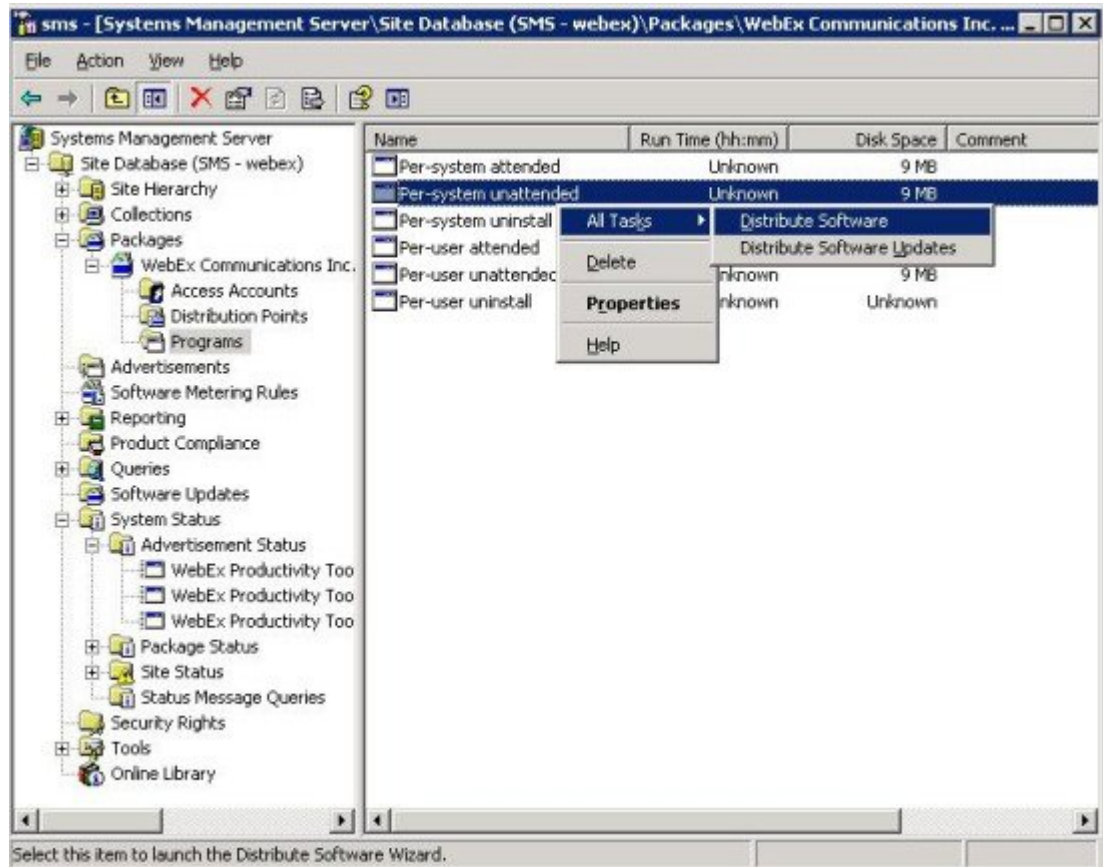 sms - [Systems Management Server\Site Database (SMS - webex)\Packages\WebEx Communications Inc. ...
File Action View Help
Systems Management Server
Site Database (SMS - webex)
Site Hierarchy
Collections
Packages
WebEx Communications Inc.
Access Accounts
Distribution Points
Programs
Advertisements
Software Metering Rules
Reporting
Product Compliance
Queries
Software Updates
System Status
Advertisement Status
WebEx Productivity Too
WebEx Productivity Too
WebEx Productivity Too
Package Status
Site Status
Status Message Queries
Security Rights
Tools
Online Library
Name Run Time (hh:mm) Disk Space Comment
Per-system attended Unknown 9 MB
Per-system unattended Unknown 9 MB
Per-system uninstall
Per-user attended
Per-user unattended nknown 9 MB
Per-user uninstall nknown Unknown
All Tasks
Delete
Properties
Help
Distribute Software
Distribute Software Updates
Select this item to launch the Distribute Software Wizard.